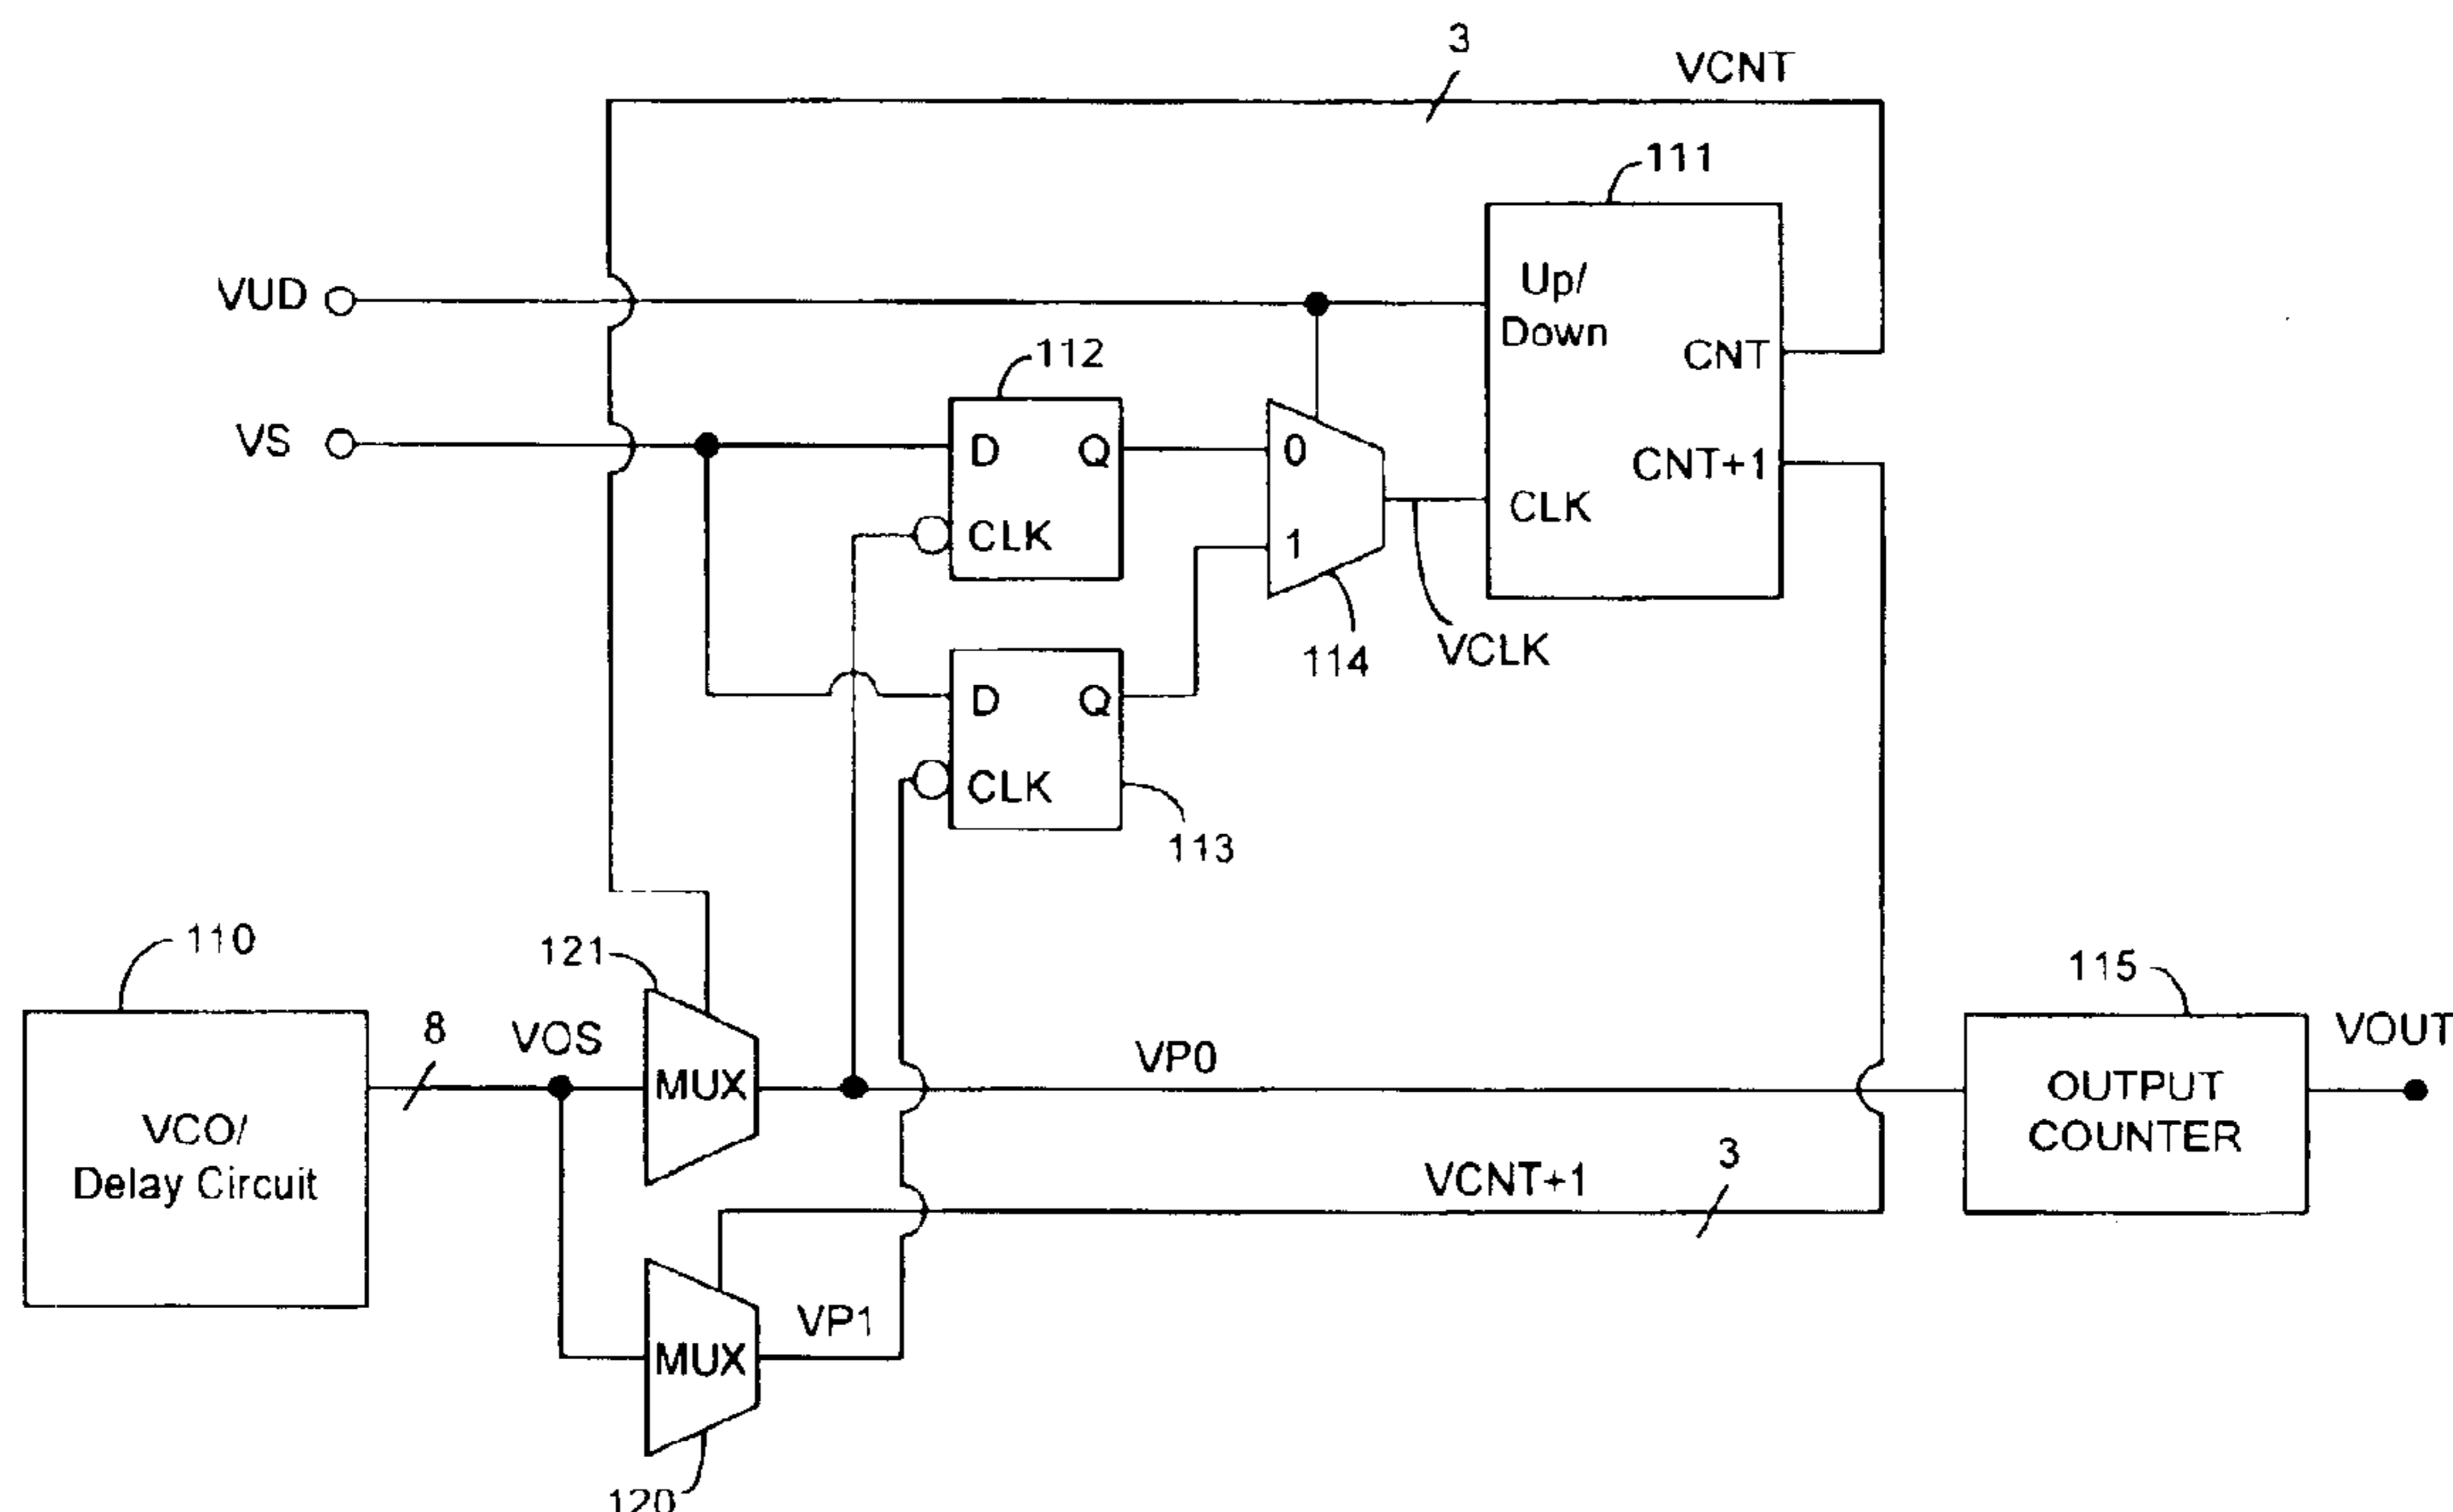 3
VCNT
111
VUD
Up/
Down
CNT
112
VS
D
Q
0
CNT+1
CLK
1
CLK
114
VCLK
D
Q
CLK
113
110
121
115
8
VOS
VP0
VOUT
MUX
OUTPUT
COUNTER
VCO/
Delay Circuit
VCNT+1
3
VP1
MUX
120